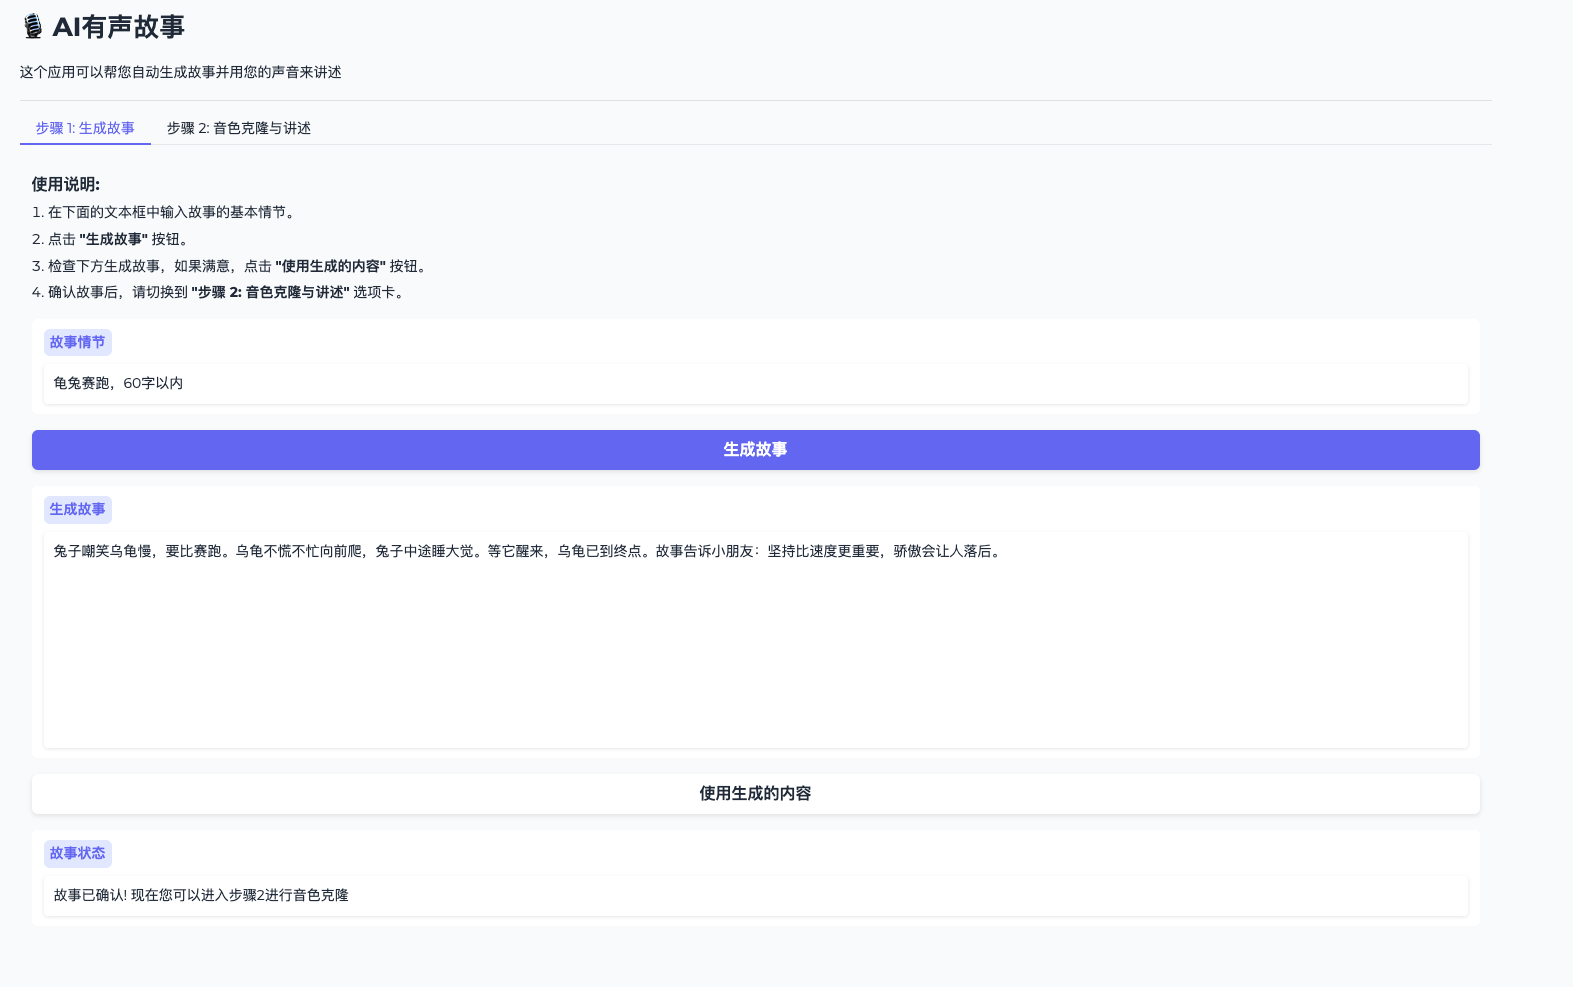 🎙️ AI有声故事
这个应用可以帮您自动生成故事并用您的声音来讲述
步骤 1: 生成故事 步骤 2: 音色克隆与讲述
使用说明:
1. 在下面的文本框中输入故事的基本情节。
2. 点击 "生成故事" 按钮。
3. 检查下方生成故事，如果满意，点击 "使用生成的内容" 按钮。
4. 确认故事后，请切换到 "步骤 2: 音色克隆与讲述" 选项卡。
故事情节
龟兔赛跑，60字以内
生成故事
生成故事
兔子嘲笑乌龟慢，要比赛跑。乌龟不慌不忙向前爬，兔子中途睡大觉。等它醒来，乌龟已到终点。故事告诉小朋友：坚持比速度更重要，骄傲会让人落后。
使用生成的内容
故事状态
故事已确认! 现在您可以进入步骤2进行音色克隆